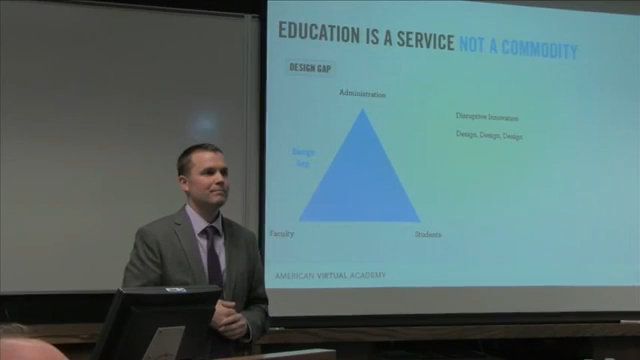 EDUCATION IS A SERVICE NOT A COMMODITY
DESIGN GAP
Administration
Disruptive Innovation
Design, Design, Design
Design
Gap
Faculty
Students
AMERICAN VIRTUAL ACADEMY